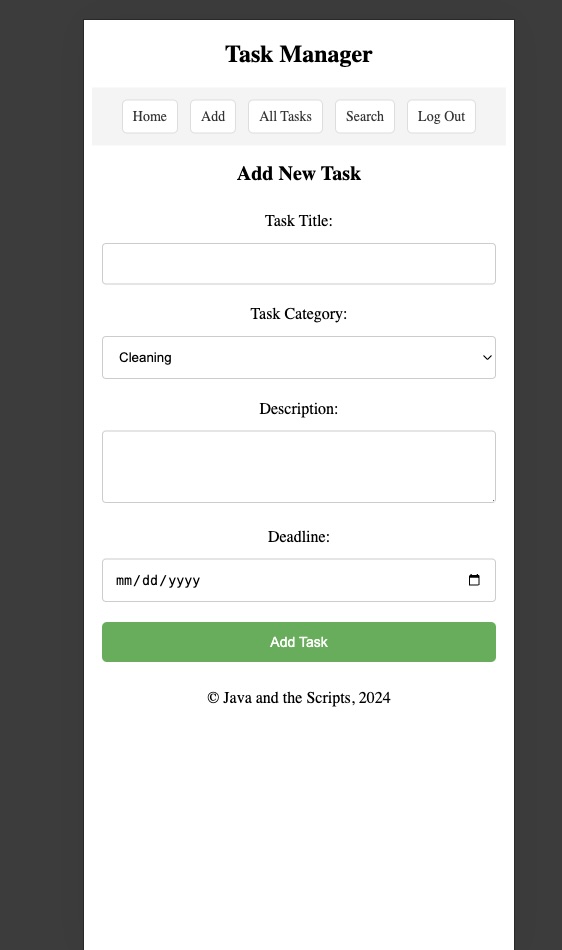 Task Manager
Home Add All Tasks Search Log Out
Add New Task
Task Title:
Task Category:
Cleaning
Description:
Deadline:
mm/dd/yyyy
Add Task
© Java and the Scripts, 2024